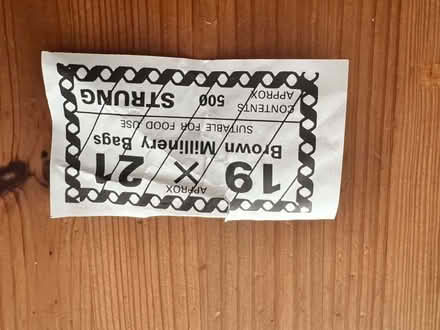 APPROX
19 × 21
Brown Millinery Bags
SUITABLE FOR FOOD USE
CONTENTS
APPROX 500 STRUNG